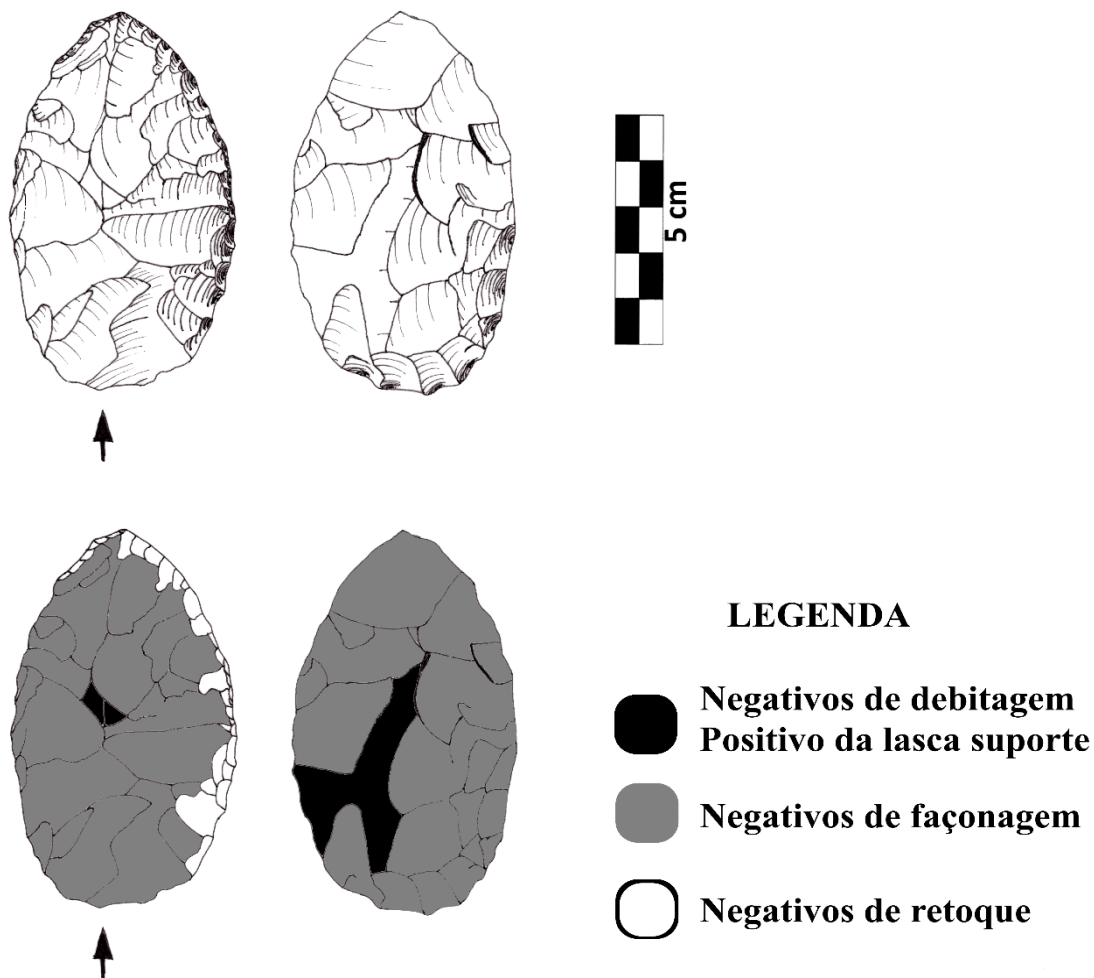 5 cm
LEGENDA
Negativos de debitagem
Positivo da lasca suporte
Negativos de façonagem
Negativos de retoque